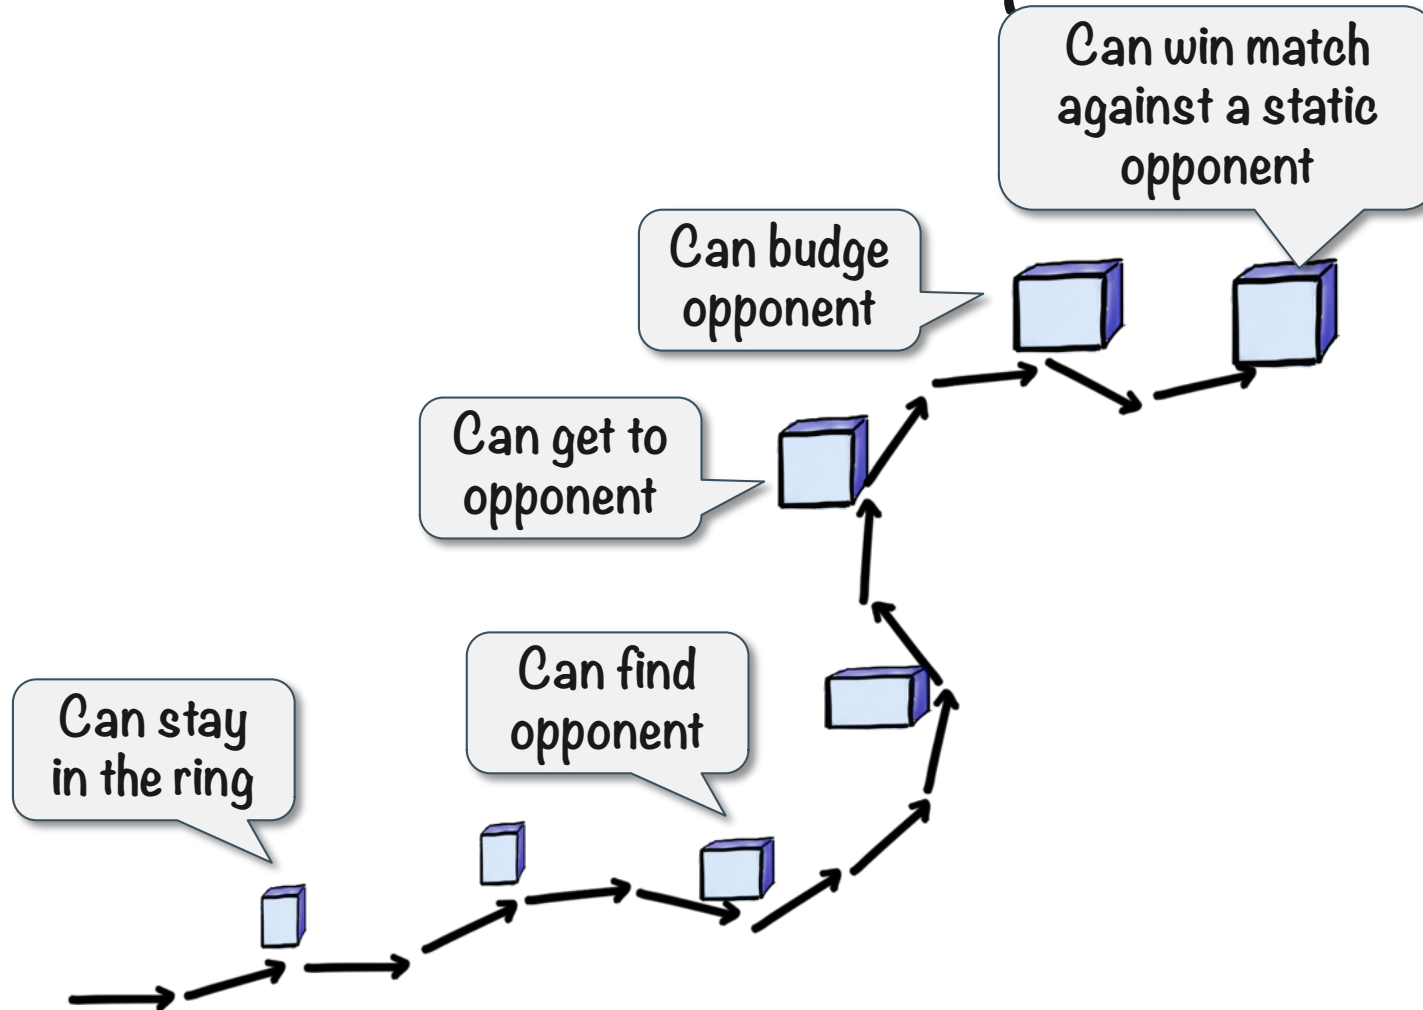 Can win match
against a static
opponent
Can budge
opponent
Can get to
opponent
Can find
opponent
Can stay
in the ring